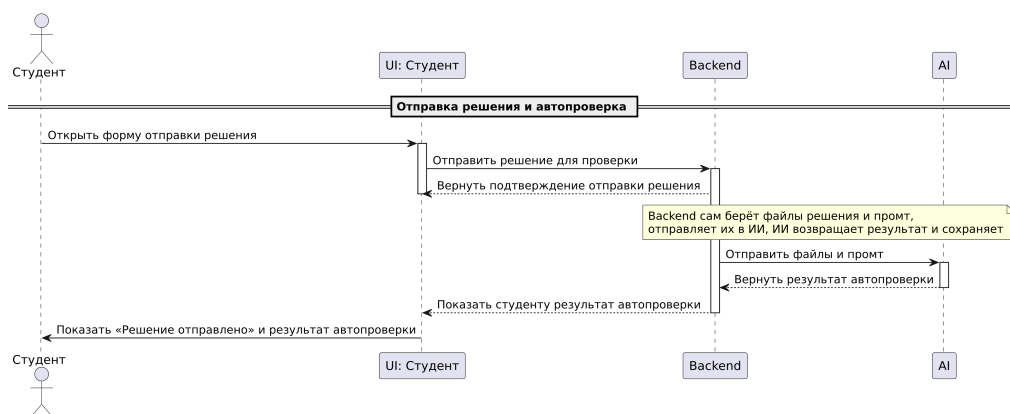 Студент
UI: Студент
Backend
AI
Отправка решения и автопроверка
Открыть форму отправки решения
Отправить решение для проверки
Вернуть подтверждение отправки решения
Backend сам берёт файлы решения и промт,
отправляет их в ИИ, ИИ возвращает результат и сохраняет
Отправить файлы и промт
Вернуть результат автопроверки
Показать студенту результат автопроверки
Показать «Решение отправлено» и результат автопроверки
Студент
UI: Студент
Backend
AI